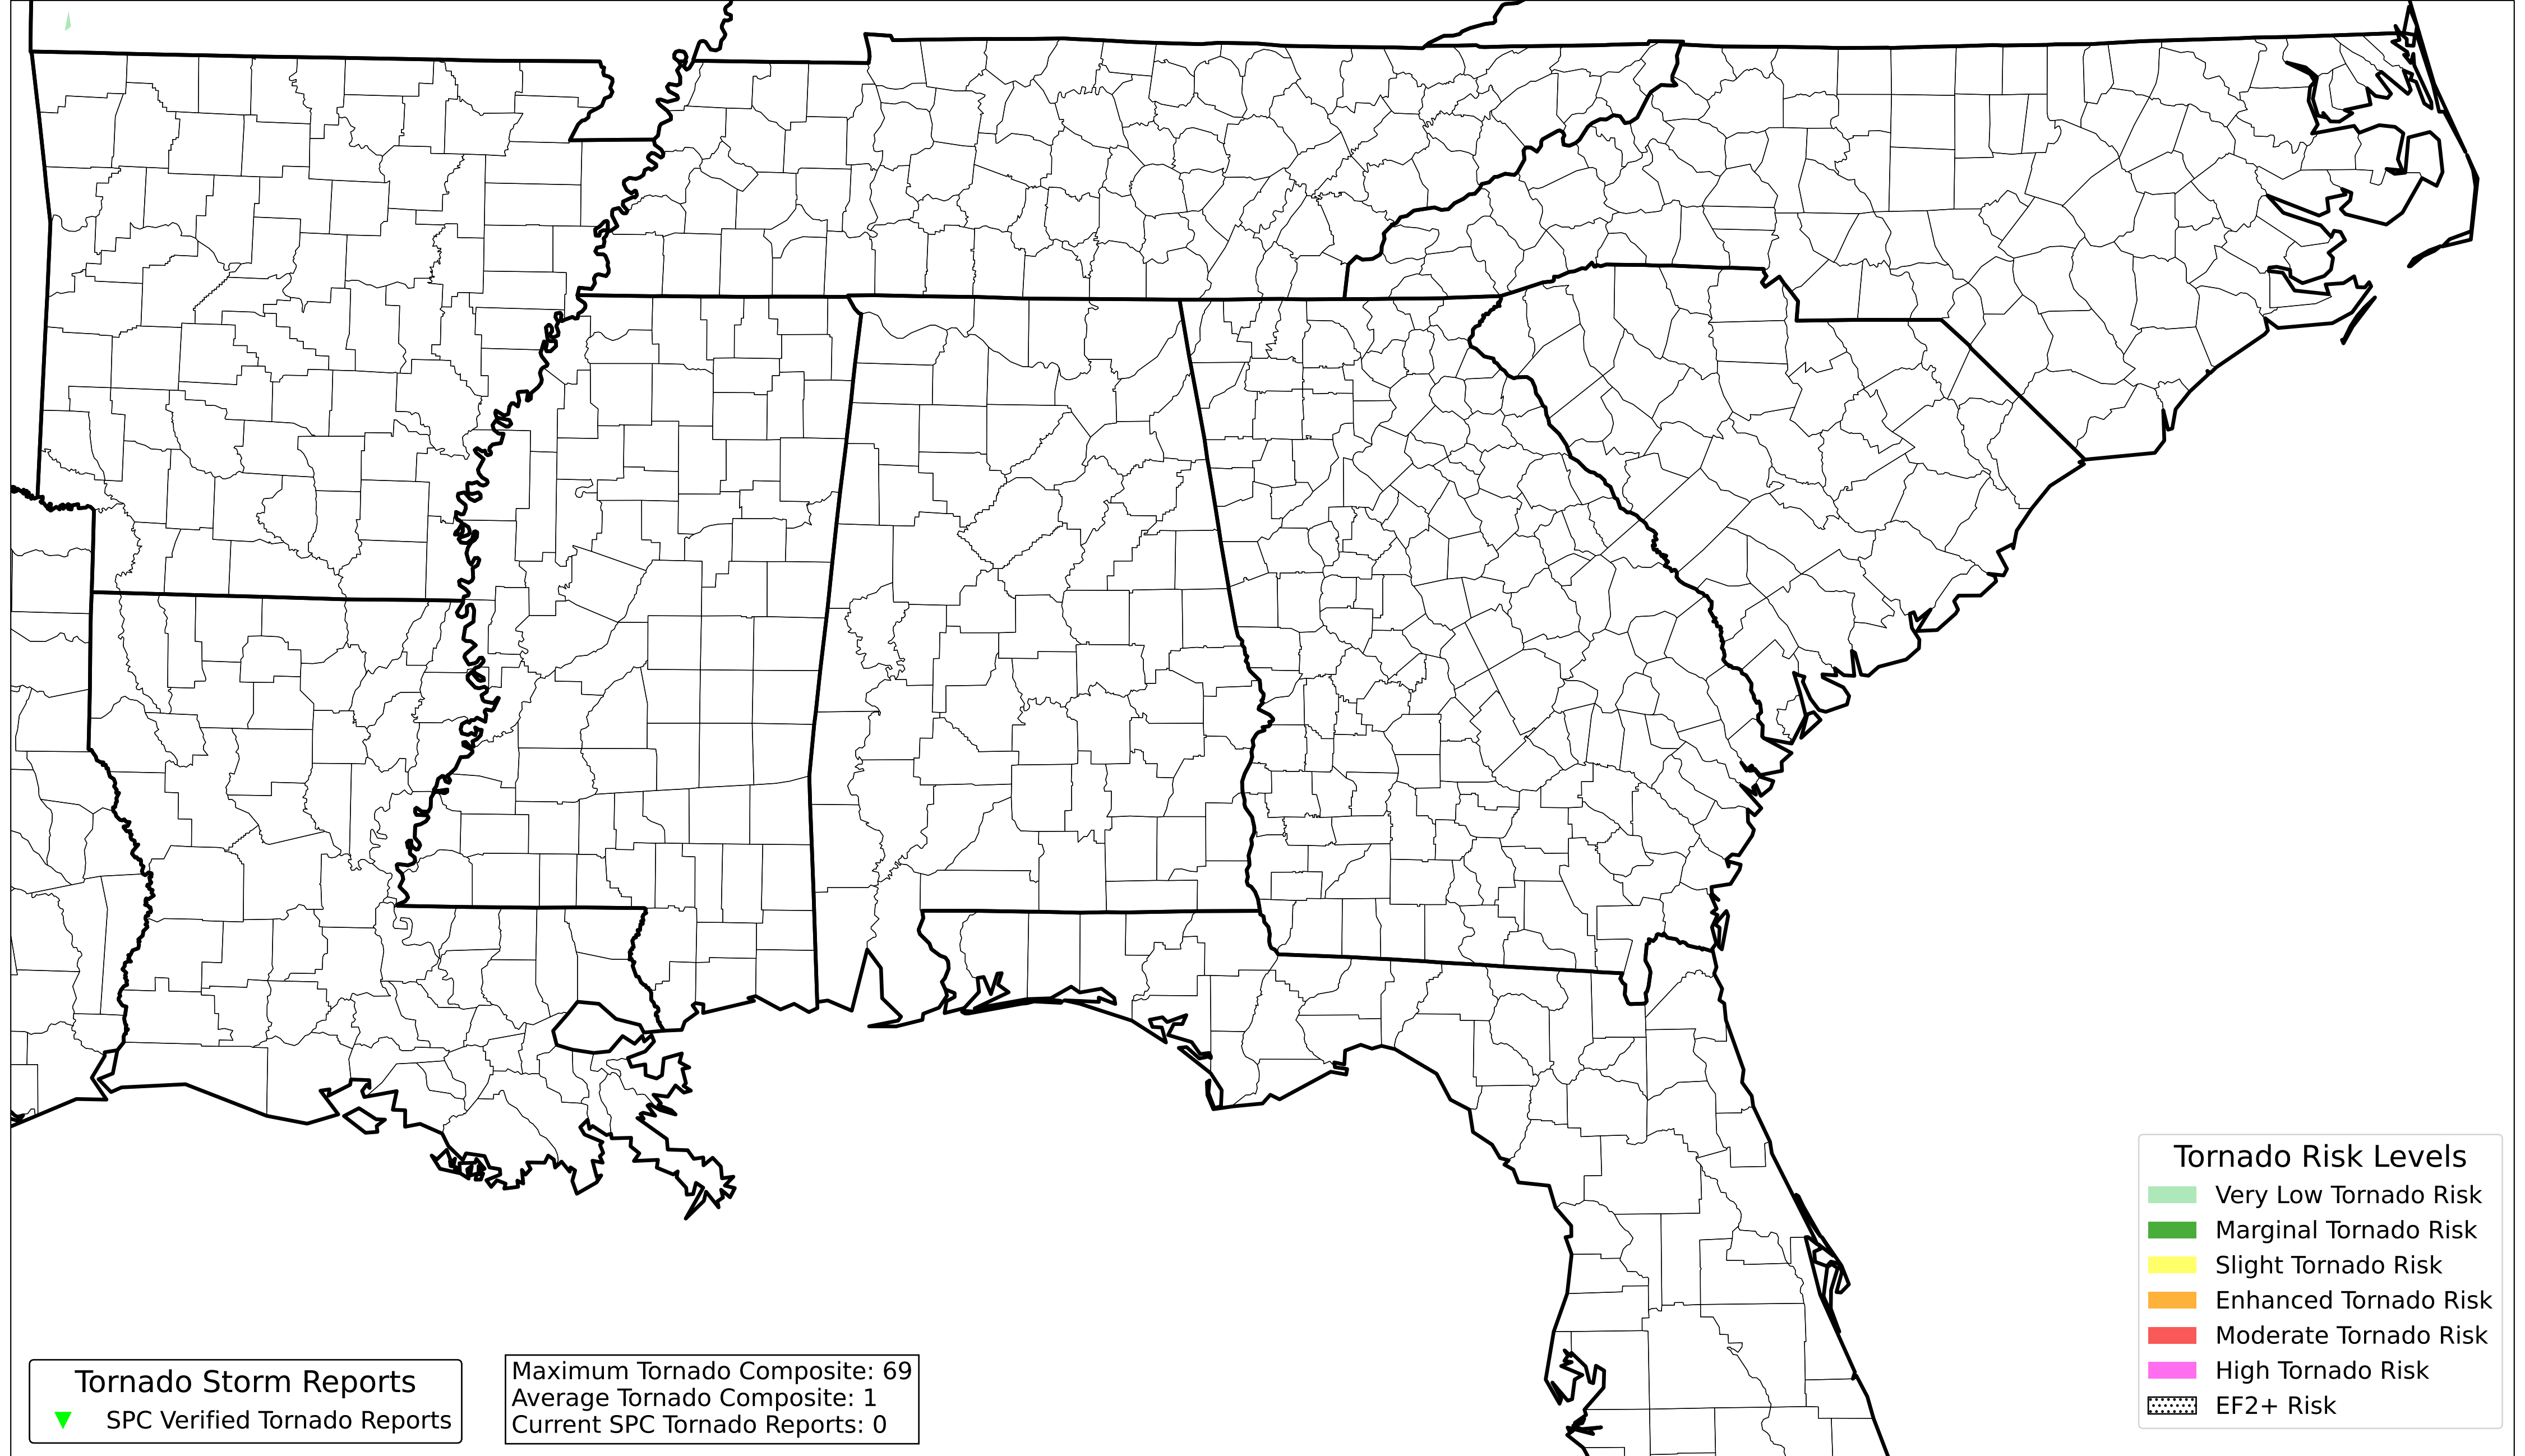 Tornado Storm Reports
SPC Verified Tornado Reports
Maximum Tornado Composite: 69
Average Tornado Composite: 1
Current SPC Tornado Reports: 0
Tornado Risk Levels
Very Low Tornado Risk
Marginal Tornado Risk
Slight Tornado Risk
Enhanced Tornado Risk
Moderate Tornado Risk
High Tornado Risk
EF2+ Risk